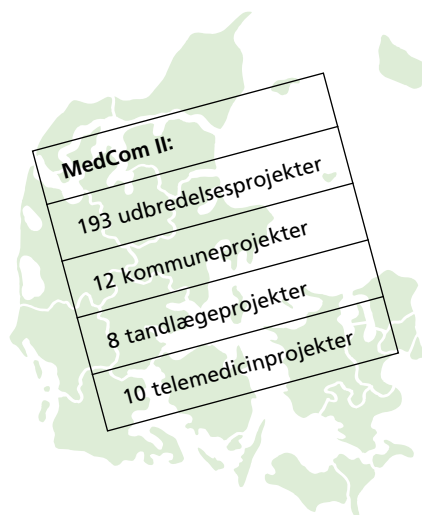 MedCom II:
193 udbredelsesprojekter
12 kommuneprojekter
8 tandlægeprojekter
10 telemedicinprojekter